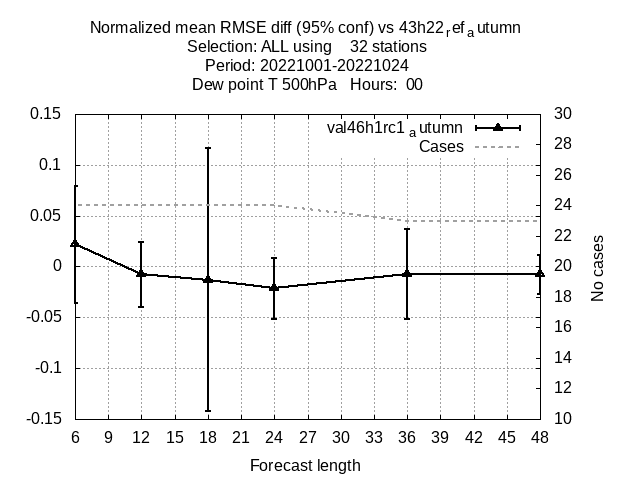 Normalized mean RMSE diff (95% conf) vs 43h22refautumn
Selection: ALL using 32 stations
Period: 20221001-20221024
Dew point T 500hPa Hours: 00
val46h1rc1autumn
Cases
0.15
0.1
0.05
0
-0.05
-0.1
-0.15
30
28
26
24
22
20
18
16
14
12
10
No cases
6 9 12 15 18 21 24 27 30 33 36 39 42 45 48
Forecast length